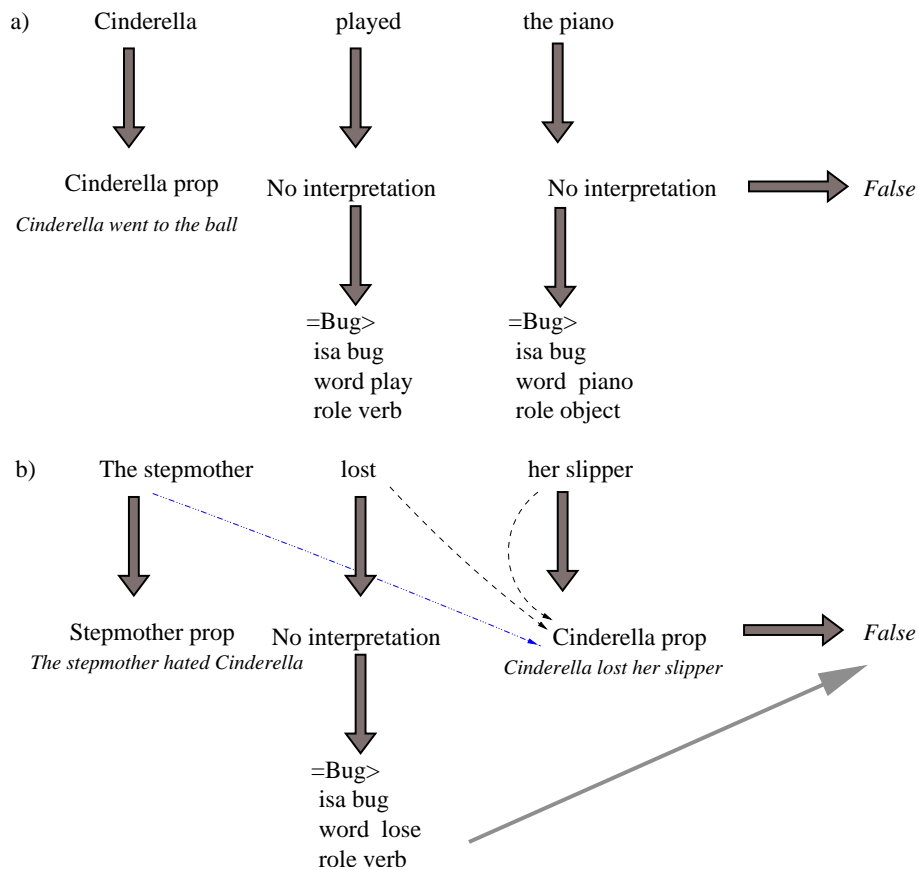 a) Cinderella played the piano
Cinderella prop No interpretation No interpretation False
Cinderella went to the ball
=Bug> =Bug>
isa bug isa bug
word play word piano
role verb role object
b) The stepmother lost her slipper
Stepmother prop No interpretation Cinderella prop False
The stepmother hated Cinderella Cinderella lost her slipper
=Bug>
isa bug
word lose
role verb